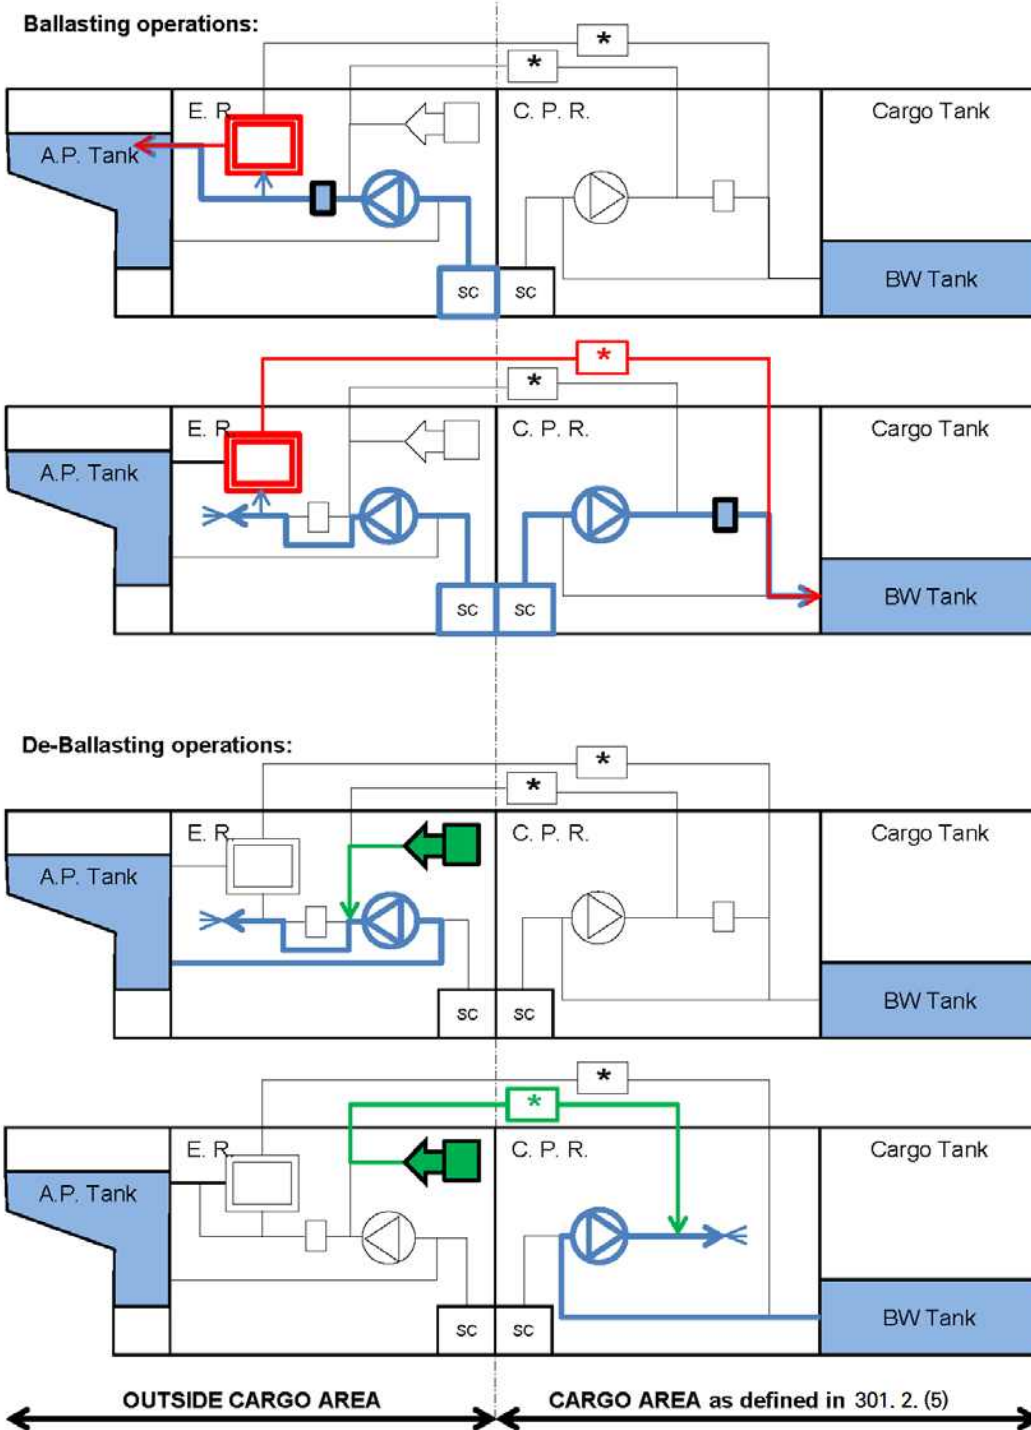 Ballasting operations:
*
*
E. R.
C. P. R.
Cargo Tank
A.P. Tank
BW Tank
sc
sc
*
*
E. R.
C. P. R.
Cargo Tank
A.P. Tank
BW Tank
sc
sc
De-Ballasting operations:
*
*
E. R.
C. P. R.
Cargo Tank
A.P. Tank
BW Tank
sc
sc
*
*
E. R.
C. P. R.
Cargo Tank
A.P. Tank
BW Tank
sc
sc
OUTSIDE CARGO AREA
CARGO AREA as defined in 301. 2. (5)